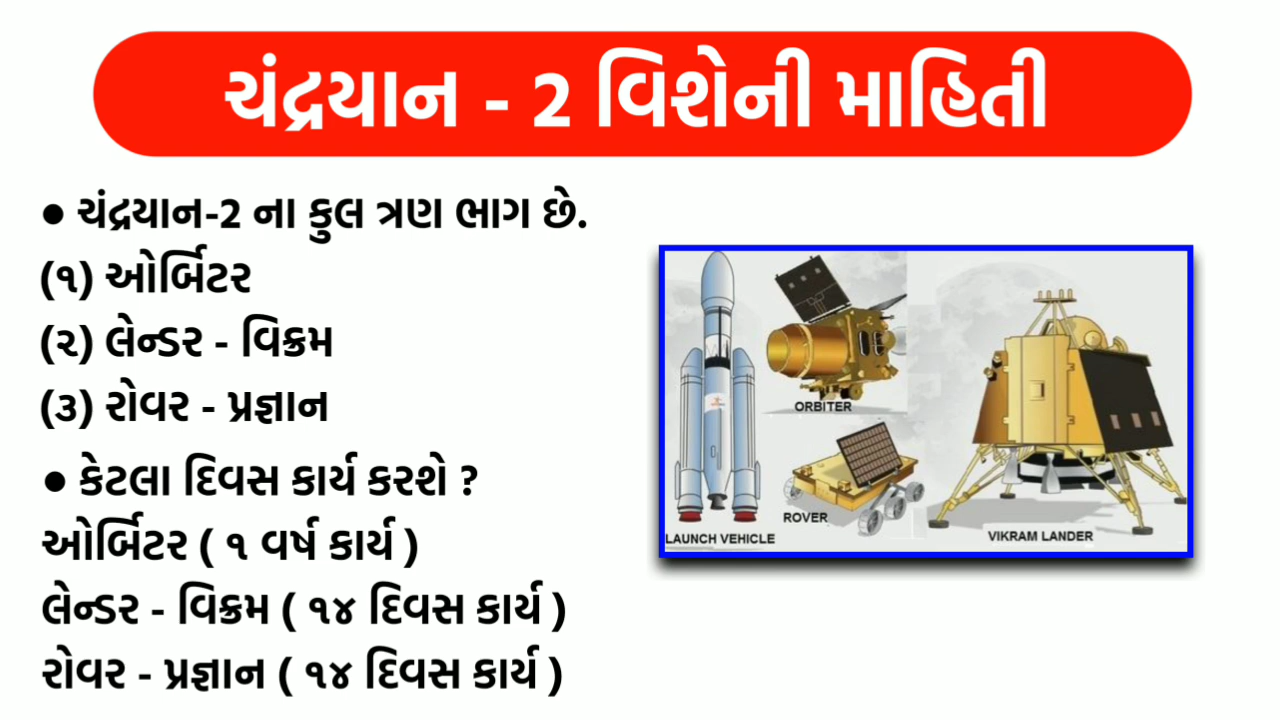 ચંદ્રયાન - 2 વિશેની માહિતી
● ચંદ્રયાન-2 ના કુલ ત્રણ ભાગ છે.
(૧) ઓર્બિટર
(૨) લેન્ડર - વિક્રમ
(૩) રોવર - પ્રજ્ઞાન
● કેટલા દિવસ કાર્ય કરશે ?
ઓર્બિટર ( ૧ વર્ષ કાર્ય )
લેન્ડર - વિક્રમ ( ૧૪ દિવસ કાર્ય )
રોવર - પ્રજ્ઞાન ( ૧૪ દિવસ કાર્ય )
ORBITER
ROVER
LAUNCH VEHICLE
VIKRAM LANDER